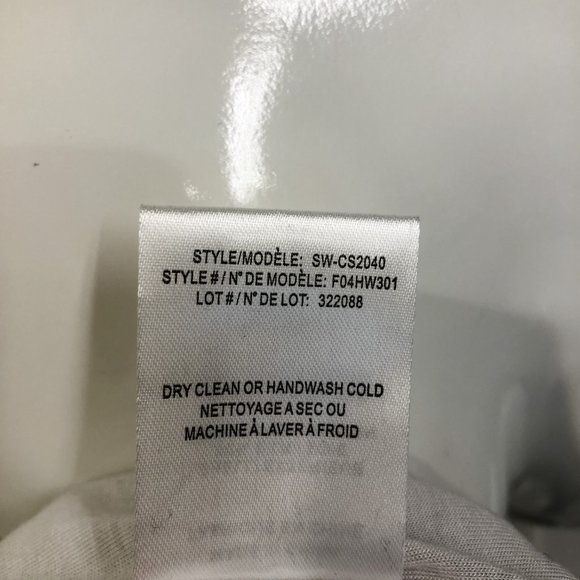 STYLE/MODÈLE: SW-CS2040
STYLE # / N° DE MODÈLE: F04HW301
LOT # / N° DE LOT: 322088
DRY CLEAN OR HANDWASH COLD
NETTOYAGE A SEC OU
MACHINE À LAVER À FROID